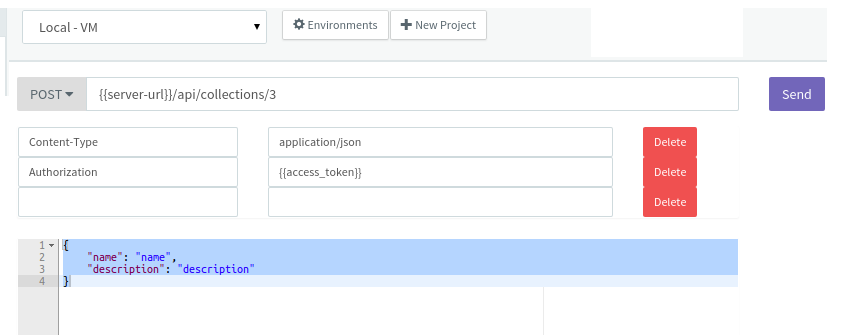 Local - VM
Environments
New Project
POST
{{server-url}}/api/collections/3
Send
Content-Type application/json Delete
Authorization {{access_token}} Delete
Delete
1 {
2 "name": "name",
3 "description": "description"
4 }